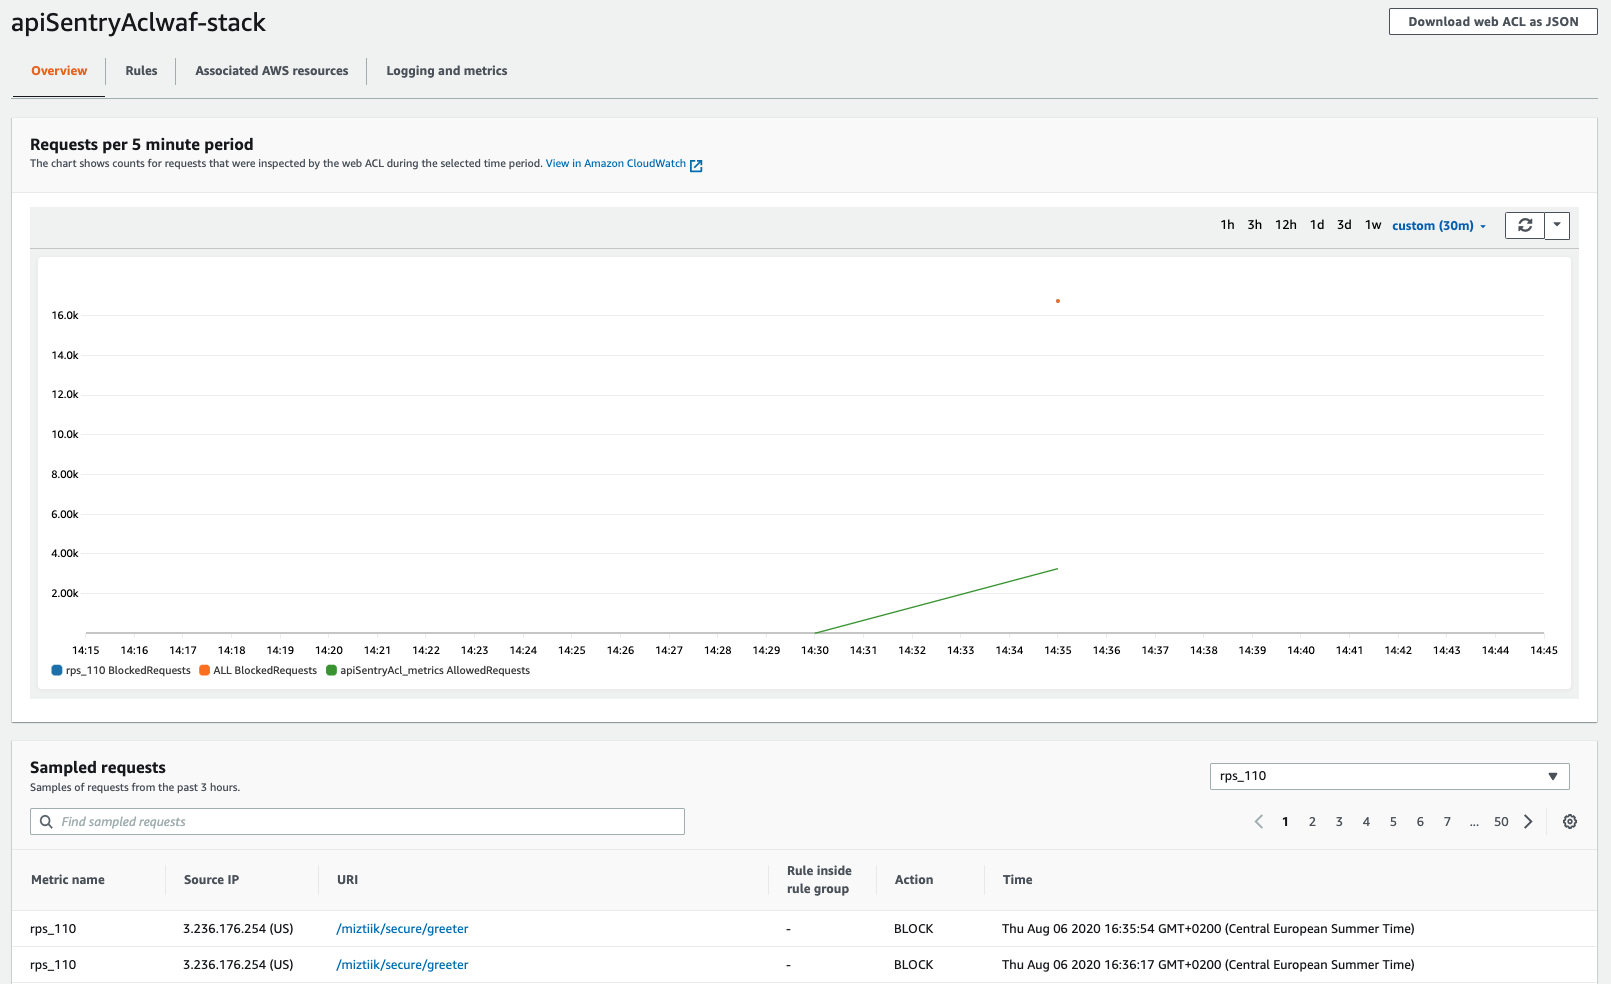 apiSentryAclwaf-stack
Download web ACL as JSON
Overview Rules Associated AWS resources Logging and metrics
Requests per 5 minute period
The chart shows counts for requests that were inspected by the web ACL during the selected time period. View in Amazon CloudWatch
1h 3h 12h 1d 3d 1w custom (30m)
16.0k
14.0k
12.0k
10.0k
8.00k
6.00k
4.00k
2.00k
14:15 14:16 14:17 14:18 14:19 14:20 14:21 14:22 14:23 14:24 14:25 14:26 14:27 14:28 14:29 14:30 14:31 14:32 14:33 14:34 14:35 14:36 14:37 14:38 14:39 14:40 14:41 14:42 14:43 14:44 14:45
rps_110 BlockedRequests ALL BlockedRequests apiSentryAcl_metrics AllowedRequests
Sampled requests
Samples of requests from the past 3 hours.
rps_110
Find sampled requests
1 2 3 4 5 6 7 ... 50
Metric name Source IP URI Rule inside rule group Action Time
rps_110 3.236.176.254 (US) /miztiik/secure/greeter - BLOCK Thu Aug 06 2020 16:35:54 GMT+0200 (Central European Summer Time)
rps_110 3.236.176.254 (US) /miztiik/secure/greeter - BLOCK Thu Aug 06 2020 16:36:17 GMT+0200 (Central European Summer Time)